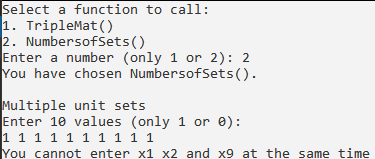 Select a function to call:
1. TripleMat()
2. NumbersofSets()
Enter a number (only 1 or 2): 2
You have chosen NumbersofSets().

Multiple unit sets
Enter 10 values (only 1 or 0):
1 1 1 1 1 1 1 1 1 1
You cannot enter x1 x2 and x9 at the same time